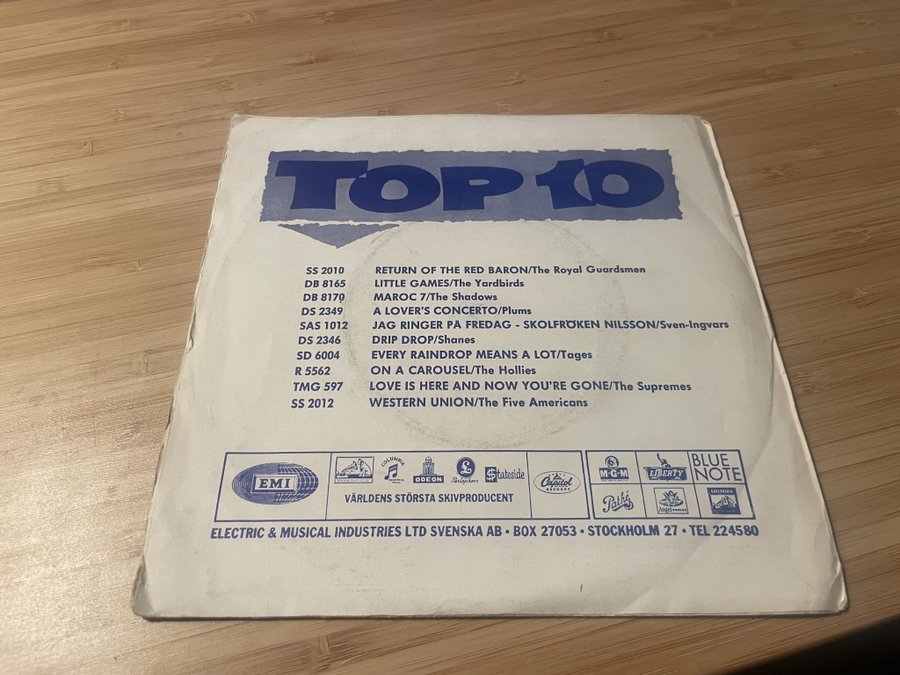 TOP 10
SS 2010 RETURN OF THE RED BARON/The Royal Guardsmen
DB 8165 LITTLE GAMES/The Yardbirds
DB 8170 MAROC 7/The Shadows
DS 2349 A LOVER'S CONCERTO/Plums
SAS 1012 JAG RINGER PÅ FREDAG - SKOLFRÖKEN NILSSON/Sven-Ingvars
DS 2346 DRIP DROP/Shanes
SD 6004 EVERY RAINDROP MEANS A LOT/Tages
R 5562 ON A CAROUSEL/The Hollies
TMG 597 LOVE IS HERE AND NOW YOU'RE GONE/The Supremes
SS 2012 WESTERN UNION/The Five Americans
EMI
COLUMBIA
ODEON
Parlophone
Stateside
Capitol
RECORDS
M-G-M
LIBERTY
BLUE NOTE
Pathé
Angel
VÄRLDENS STÖRSTA SKIVPRODUCENT
ELECTRIC & MUSICAL INDUSTRIES LTD SVENSKA AB • BOX 27053 • STOCKHOLM 27 • TEL 224580